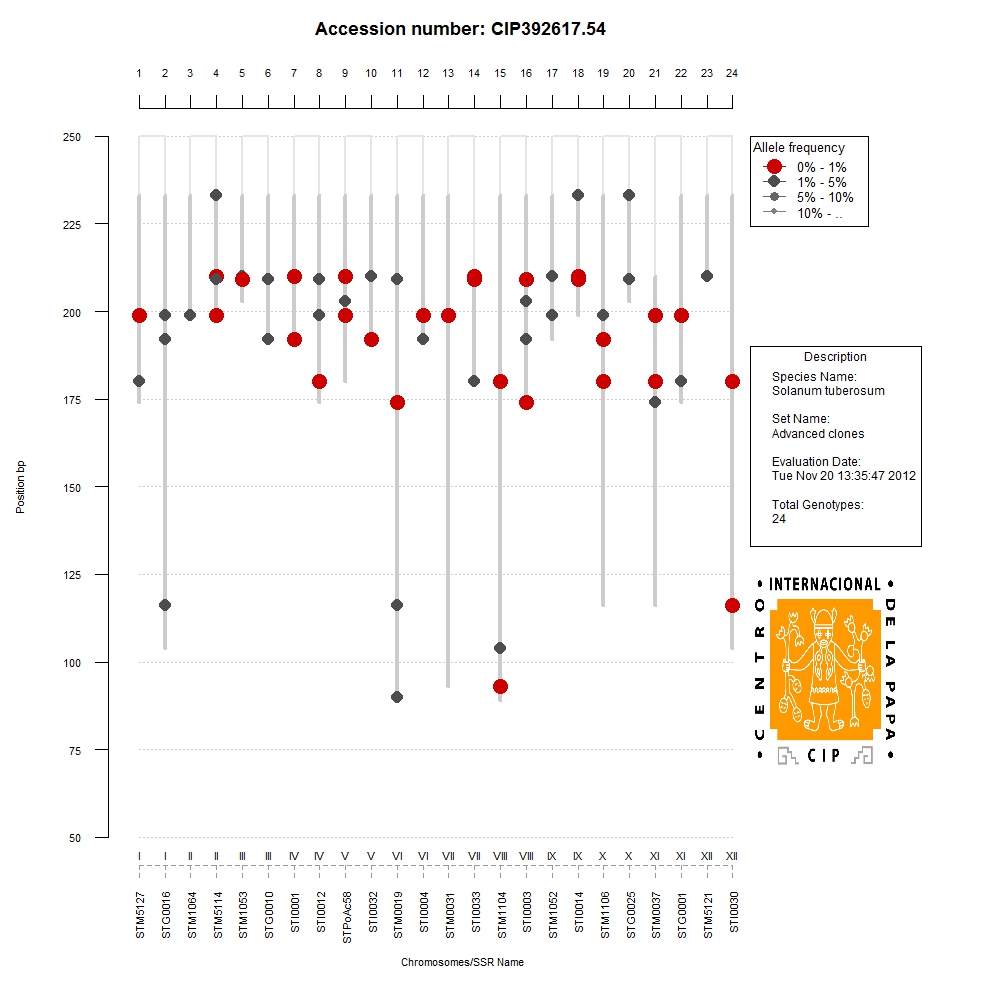 Accession number: CIP392617.54
1 2 3 4 5 6 7 8 9 10 11 12 13 14 15 16 17 18 19 20 21 22 23 24
250
225
200
175
150
125
100
75
50
Position bp
Allele frequency
0% - 1%
1% - 5%
5% - 10%
10% - ..
Description
Species Name:
Solanum tuberosum
Set Name:
Advanced clones
Evaluation Date:
Tue Nov 20 13:35:47 2012
Total Genotypes:
24
• INTERNACIONAL •
CENTRO
DE LA PAPA
• CIP •
I I II II III III IV IV V V VI VI VII VII VIII VIII IX IX X X XI XI XII XII
STM5127
STG0016
STM1064
STM5114
STM1053
STG0010
STI0001
STI0012
STPoAc58
STI0032
STM0019
STI0004
STM0031
STI0033
STM1104
STI0003
STM1052
STI0014
STM1106
STG0025
STM0037
STG0001
STM5121
STI0030
Chromosomes/SSR Name